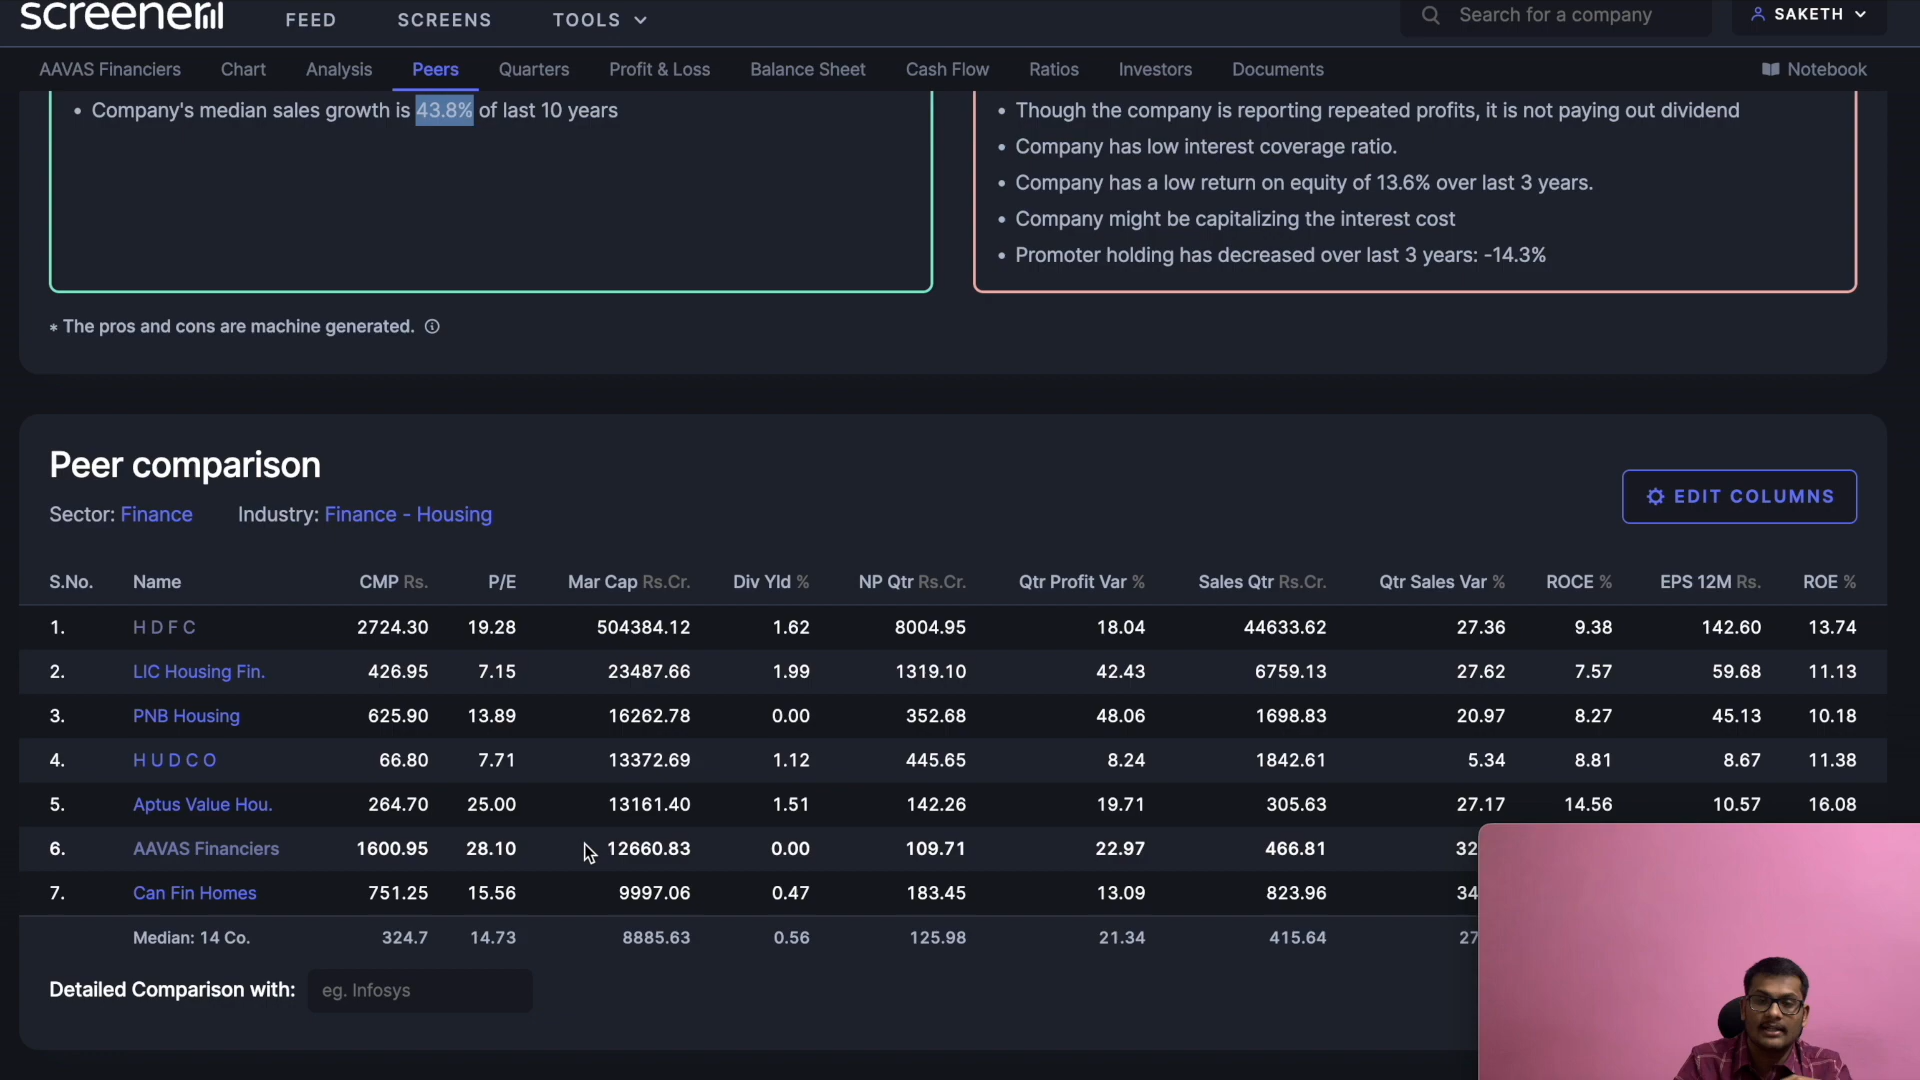 screener
FEED
SCREENS
TOOLS
Search for a company
SAKETH
AAVAS Financiers
Chart
Analysis
Peers
Quarters
Profit & Loss
Balance Sheet
Cash Flow
Ratios
Investors
Documents
Notebook
• Company's median sales growth is 43.8% of last 10 years
• Though the company is reporting repeated profits, it is not paying out dividend
• Company has low interest coverage ratio.
• Company has a low return on equity of 13.6% over last 3 years.
• Company might be capitalizing the interest cost
• Promoter holding has decreased over last 3 years: -14.3%
* The pros and cons are machine generated.
Peer comparison
Sector: Finance Industry: Finance - Housing
EDIT COLUMNS
S.No. Name CMP Rs. P/E Mar Cap Rs.Cr. Div Yld % NP Qtr Rs.Cr. Qtr Profit Var % Sales Qtr Rs.Cr. Qtr Sales Var % ROCE % EPS 12M Rs. ROE %
1. H D F C 2724.30 19.28 504384.12 1.62 8004.95 18.04 44633.62 27.36 9.38 142.60 13.74
2. LIC Housing Fin. 426.95 7.15 23487.66 1.99 1319.10 42.43 6759.13 27.62 7.57 59.68 11.13
3. PNB Housing 625.90 13.89 16262.78 0.00 352.68 48.06 1698.83 20.97 8.27 45.13 10.18
4. H U D C O 66.80 7.71 13372.69 1.12 445.65 8.24 1842.61 5.34 8.81 8.67 11.38
5. Aptus Value Hou. 264.70 25.00 13161.40 1.51 142.26 19.71 305.63 27.17 14.56 10.57 16.08
6. AAVAS Financiers 1600.95 28.10 12660.83 0.00 109.71 22.97 466.81 32
7. Can Fin Homes 751.25 15.56 9997.06 0.47 183.45 13.09 823.96 34
Median: 14 Co. 324.7 14.73 8885.63 0.56 125.98 21.34 415.64 27
Detailed Comparison with: eg. Infosys